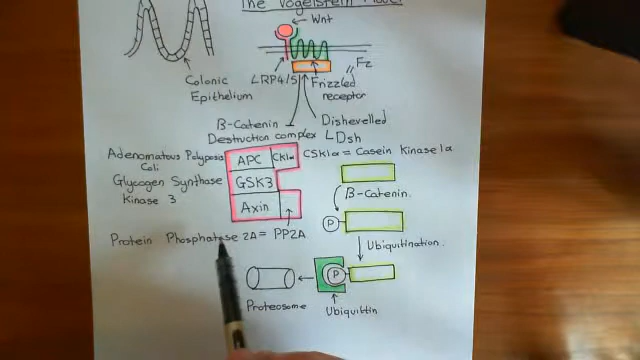 The Vogelstein Model
Wnt
Fz
Colonic
Epithelium
LRP4/5
Frizzled
receptor
β-Catenin
Destruction complex
Dishevelled
Dsh
Adenomatous Polyposis
Coli
APC
CK1α
CSK1α = Casein Kinase 1α
Glycogen Synthase
Kinase 3
GSK3
Axin
β-Catenin.
P
Protein Phosphatase 2A = PP2A
Ubiquitination.
P
Proteosome
Ubiquitin